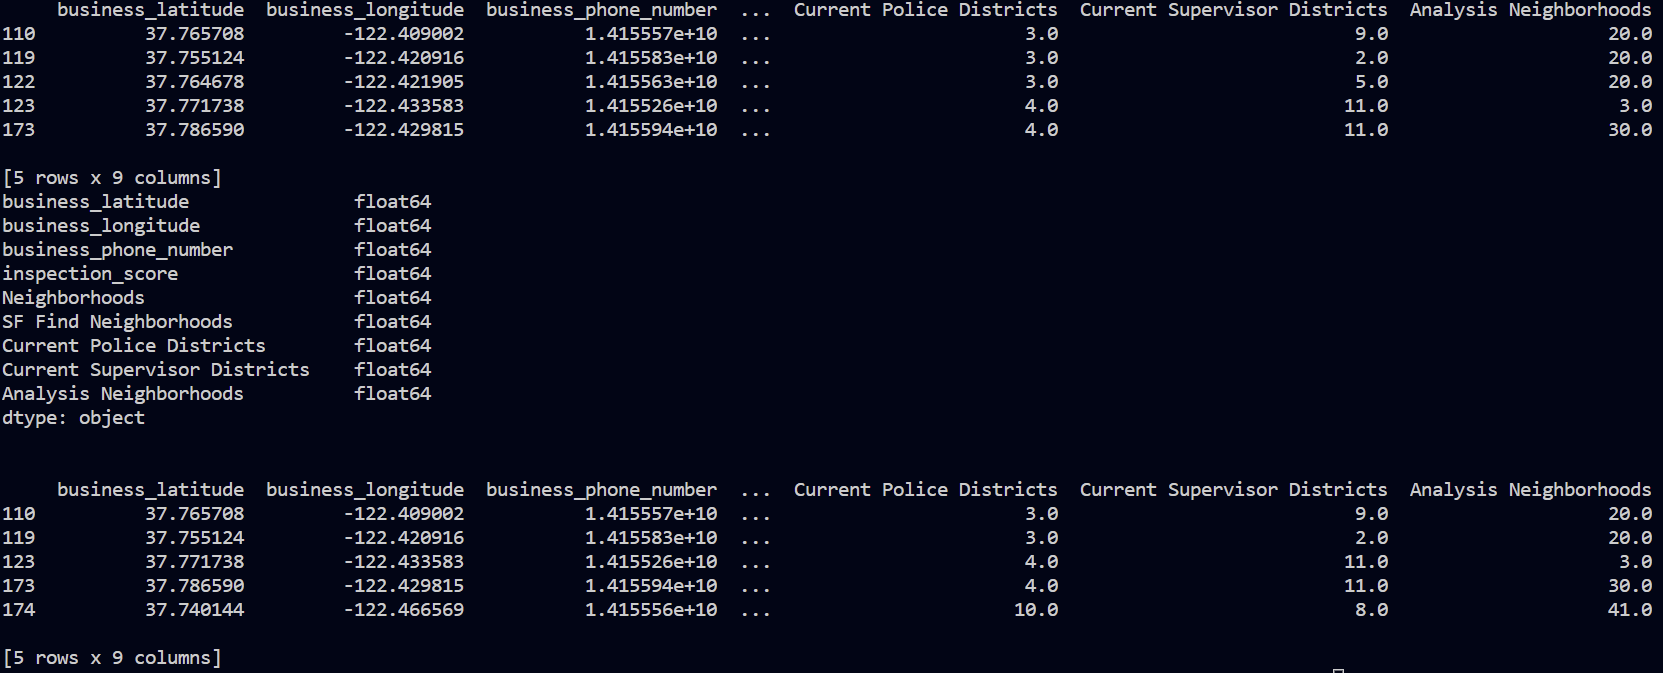 business_latitude business_longitude business_phone_number ... Current Police Districts Current Supervisor Districts Analysis Neighborhoods
110 37.765708 -122.409002 1.415557e+10 ... 3.0 9.0 20.0
119 37.755124 -122.420916 1.415583e+10 ... 3.0 2.0 20.0
122 37.764678 -122.421905 1.415563e+10 ... 3.0 5.0 20.0
123 37.771738 -122.433583 1.415526e+10 ... 4.0 11.0 3.0
173 37.786590 -122.429815 1.415594e+10 ... 4.0 11.0 30.0
[5 rows x 9 columns]
business_latitude float64
business_longitude float64
business_phone_number float64
inspection_score float64
Neighborhoods float64
SF Find Neighborhoods float64
Current Police Districts float64
Current Supervisor Districts float64
Analysis Neighborhoods float64
dtype: object
business_latitude business_longitude business_phone_number ... Current Police Districts Current Supervisor Districts Analysis Neighborhoods
110 37.765708 -122.409002 1.415557e+10 ... 3.0 9.0 20.0
119 37.755124 -122.420916 1.415583e+10 ... 3.0 2.0 20.0
123 37.771738 -122.433583 1.415526e+10 ... 4.0 11.0 3.0
173 37.786590 -122.429815 1.415594e+10 ... 4.0 11.0 30.0
174 37.740144 -122.466569 1.415556e+10 ... 10.0 8.0 41.0
[5 rows x 9 columns]